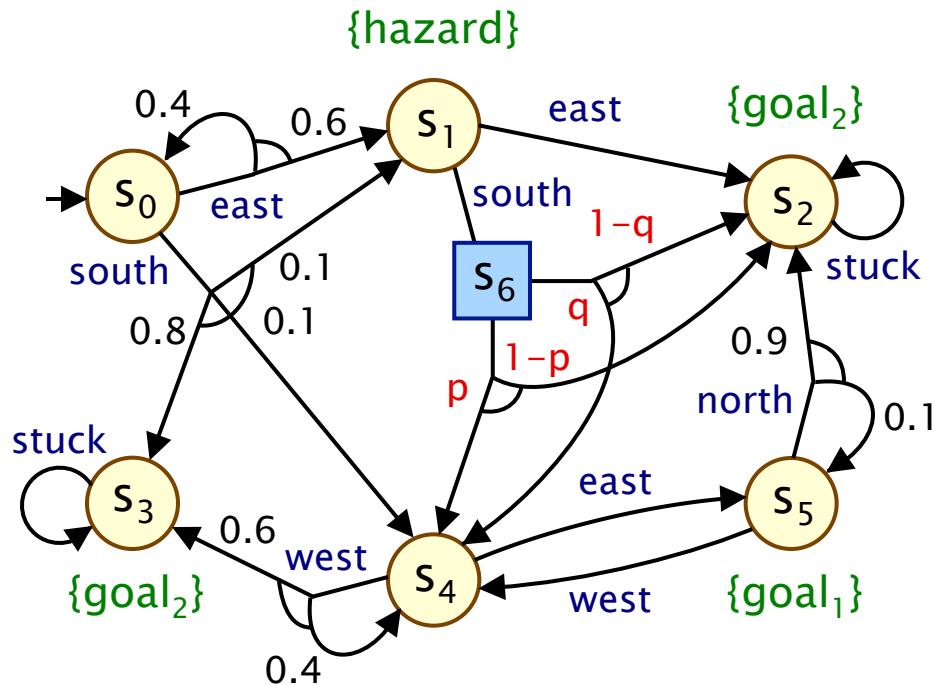 {hazard}
0.4
0.6
s1
east
{goal2}
s0
east
south
s2
1-q
south
0.1
s6
stuck
q
0.8
0.1
1-p
0.9
p
north
0.1
stuck
east
s3
s5
0.6
west
s4
{goal2}
west
{goal1}
0.4